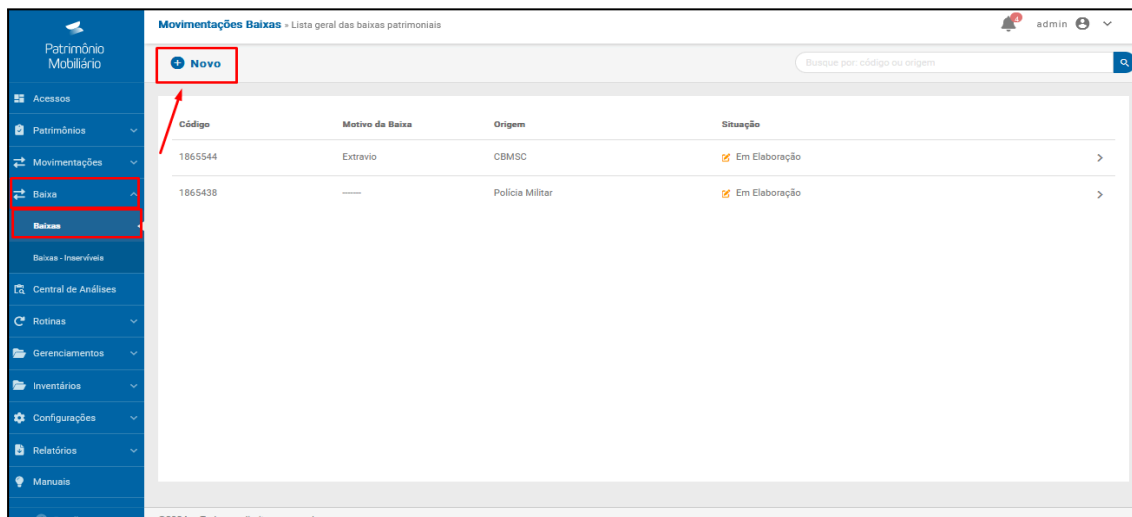 Patrimônio
Mobiliário
Acessos
Patrimônios
Movimentações
Baixa
Baixas
Baixas - Inservíveis
Central de Análises
Rotinas
Gerenciamentos
Inventários
Configurações
Relatórios
Manuais
Movimentações Baixas » Lista geral das baixas patrimoniais
4
admin
Novo
Busque por: código ou origem
Código Motivo da Baixa Origem Situação
1865544 Extravio CBMSC Em Elaboração
1865438 —— Polícia Militar Em Elaboração